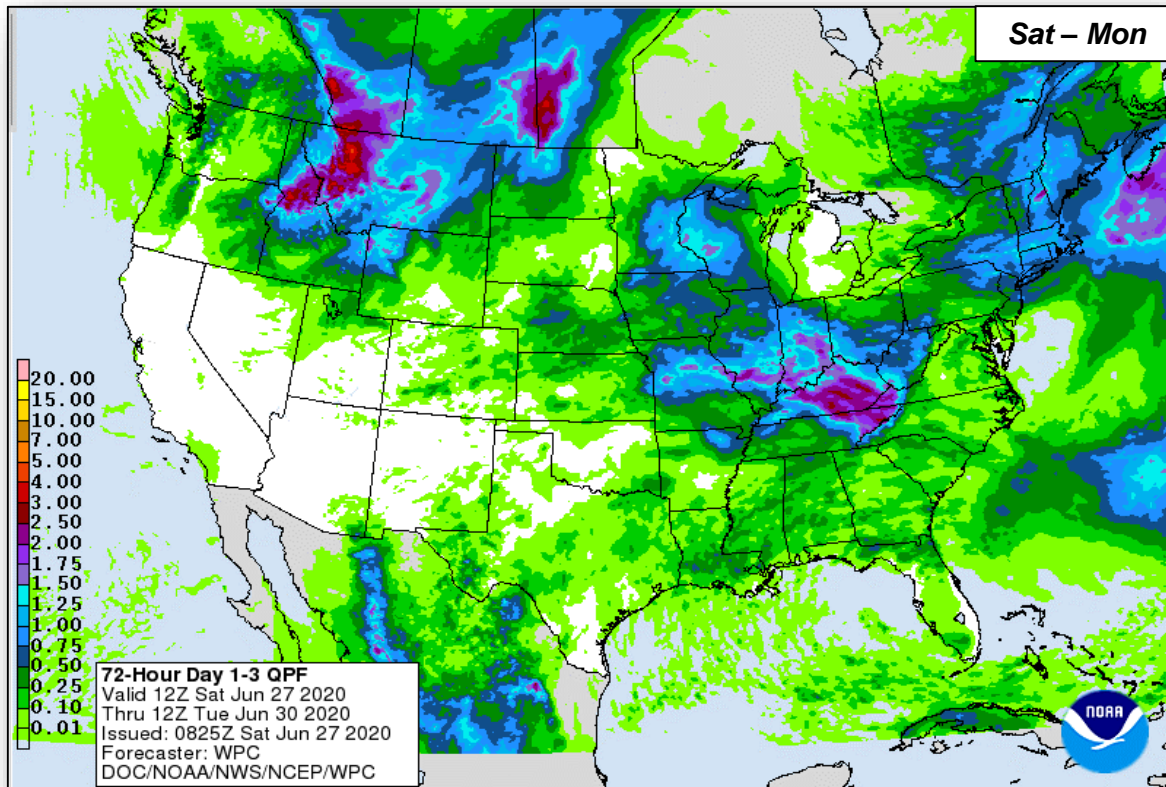 Sat – Mon
20.00
15.00
10.00
7.00
5.00
4.00
3.00
2.50
2.00
1.75
1.50
1.25
1.00
0.75
0.50
0.25
0.10
0.01
72-Hour Day 1-3 QPF
Valid 12Z Sat Jun 27 2020
Thru 12Z Tue Jun 30 2020
Issued: 0825Z Sat Jun 27 2020
Forecaster: WPC
DOC/NOAA/NWS/NCEP/WPC
NOAA